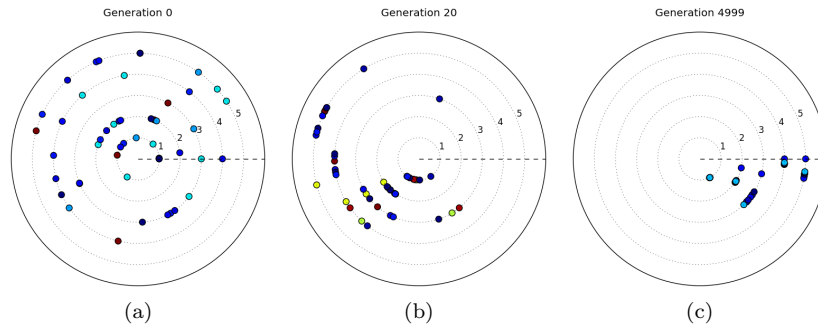 Generation 0 Generation 20 Generation 4999
1 2 3 4 5 1 2 3 4 5 1 2 3 4 5
(a) (b) (c)